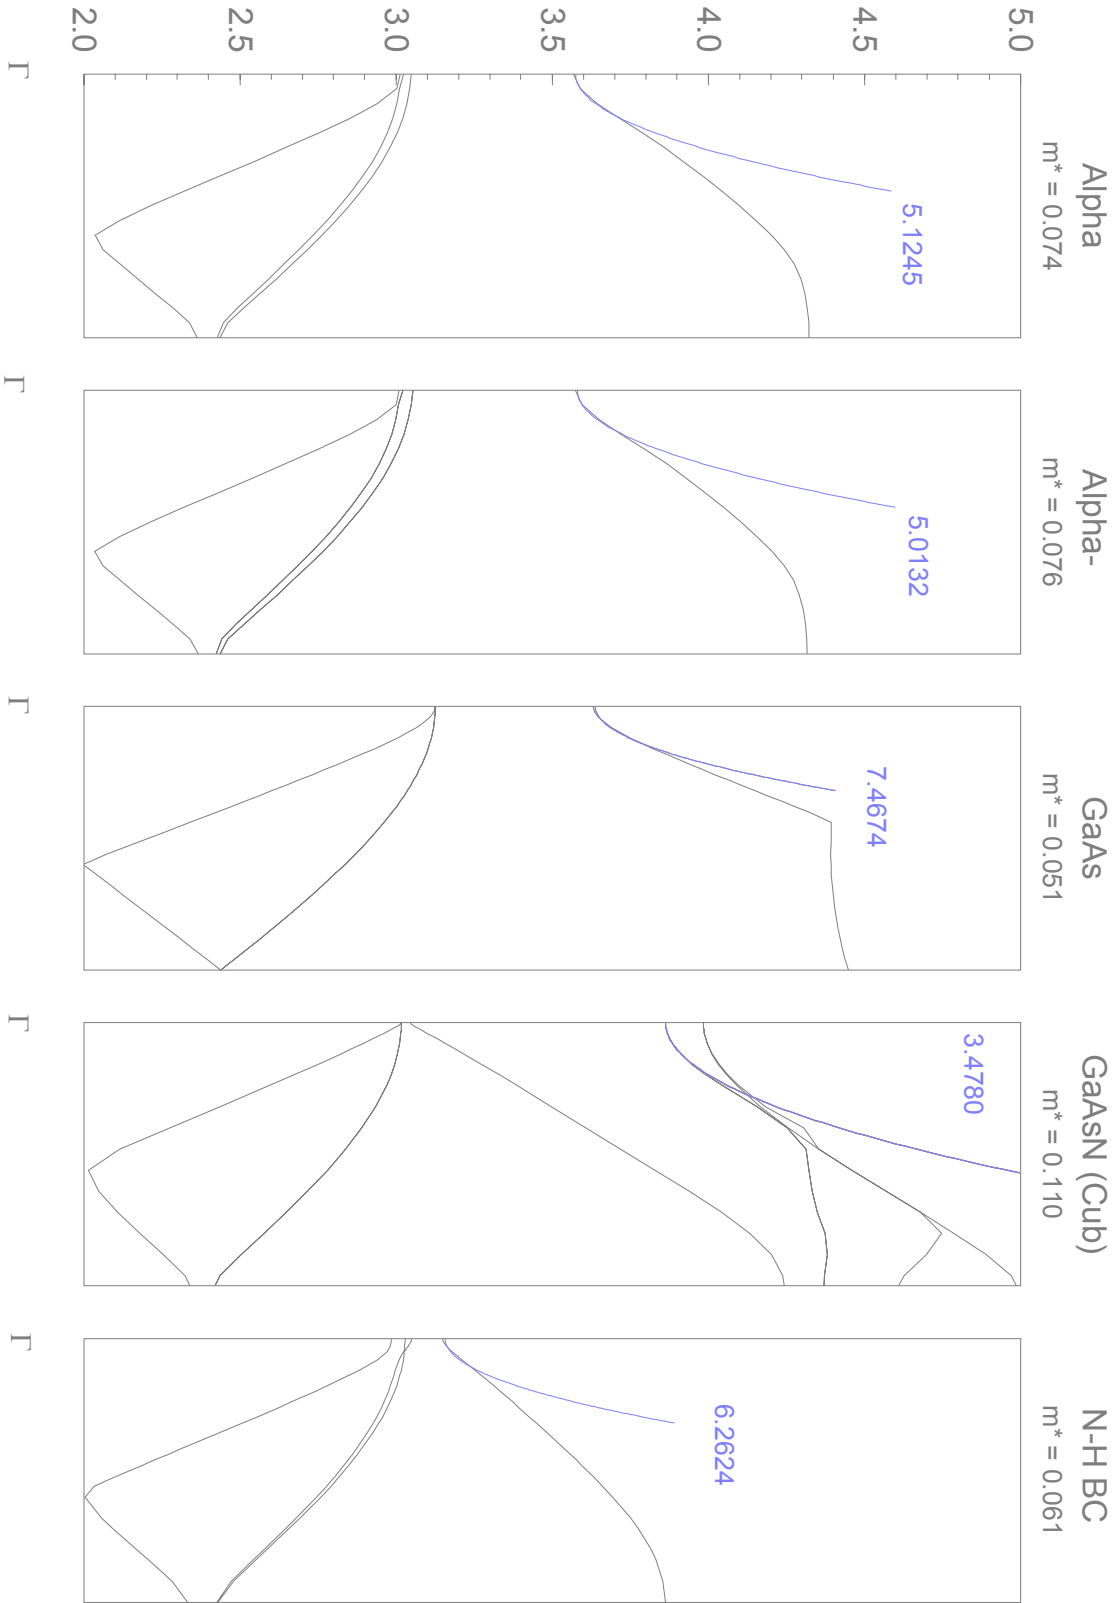 Alpha
m* = 0.074
Alpha-
m* = 0.076
GaAs
m* = 0.051
GaAsN (Cub)
m* = 0.110
N-H BC
m* = 0.061
5.0
4.5
4.0
3.5
3.0
2.5
2.0
5.1245
5.0132
7.4674
3.4780
6.2624
Γ
Γ
Γ
Γ
Γ